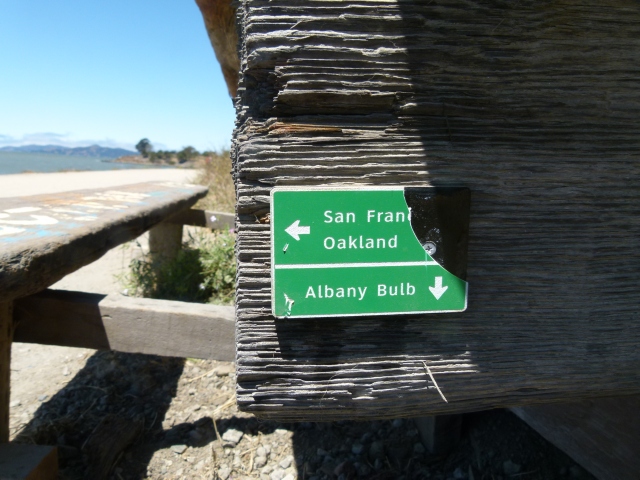 San Fran
Oakland
Albany Bulb